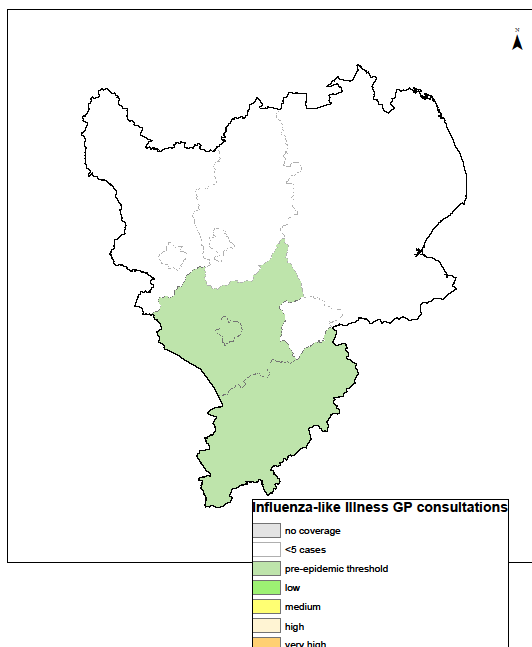 Influenza-like Illness GP consultations
no coverage
<5 cases
pre-epidemic threshold
low
medium
high
very high